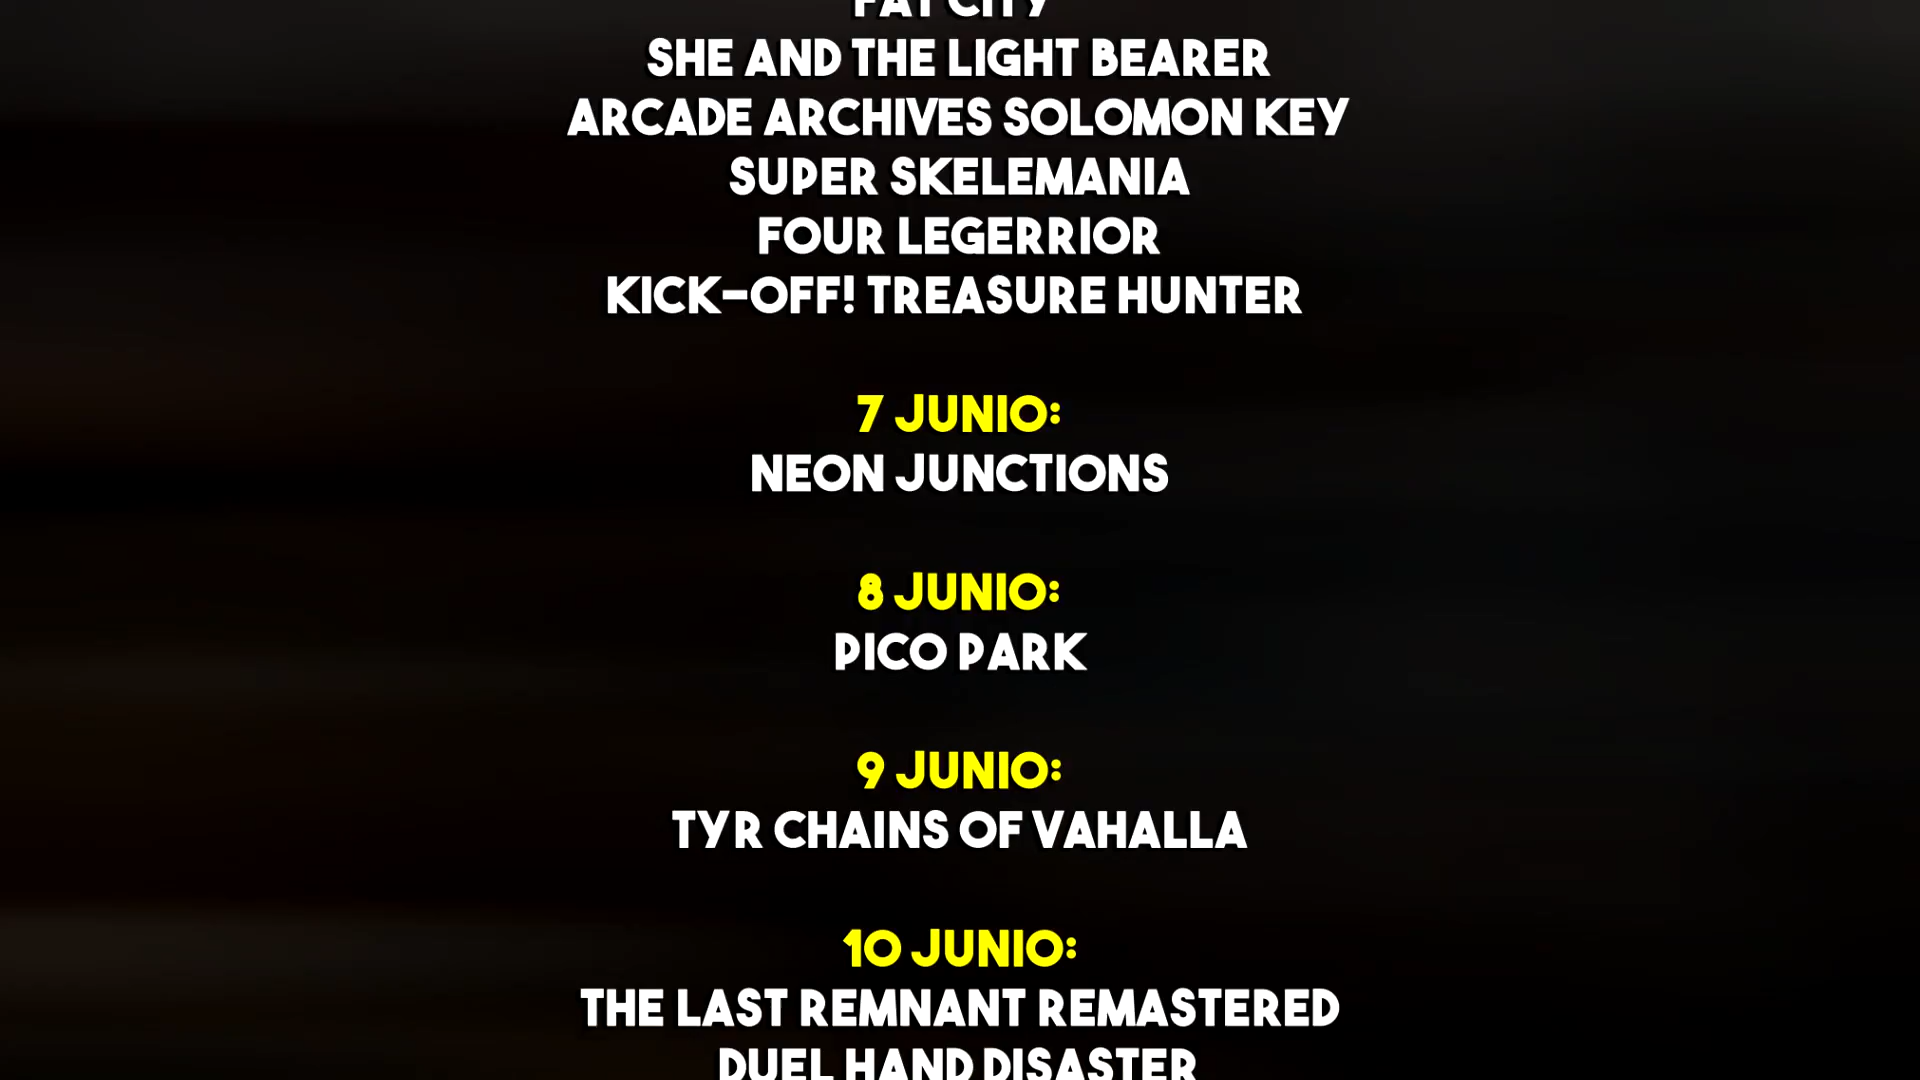 FAT CITY
SHE AND THE LIGHT BEARER
ARCADE ARCHIVES SOLOMON KEY
SUPER SKELEMANIA
FOUR LEGERRIOR
KICK-OFF! TREASURE HUNTER
7 JUNIO:
NEON JUNCTIONS
8 JUNIO:
PICO PARK
9 JUNIO:
TYR CHAINS OF VAHALLA
10 JUNIO:
THE LAST REMNANT REMASTERED
DUEL HAND DISASTER